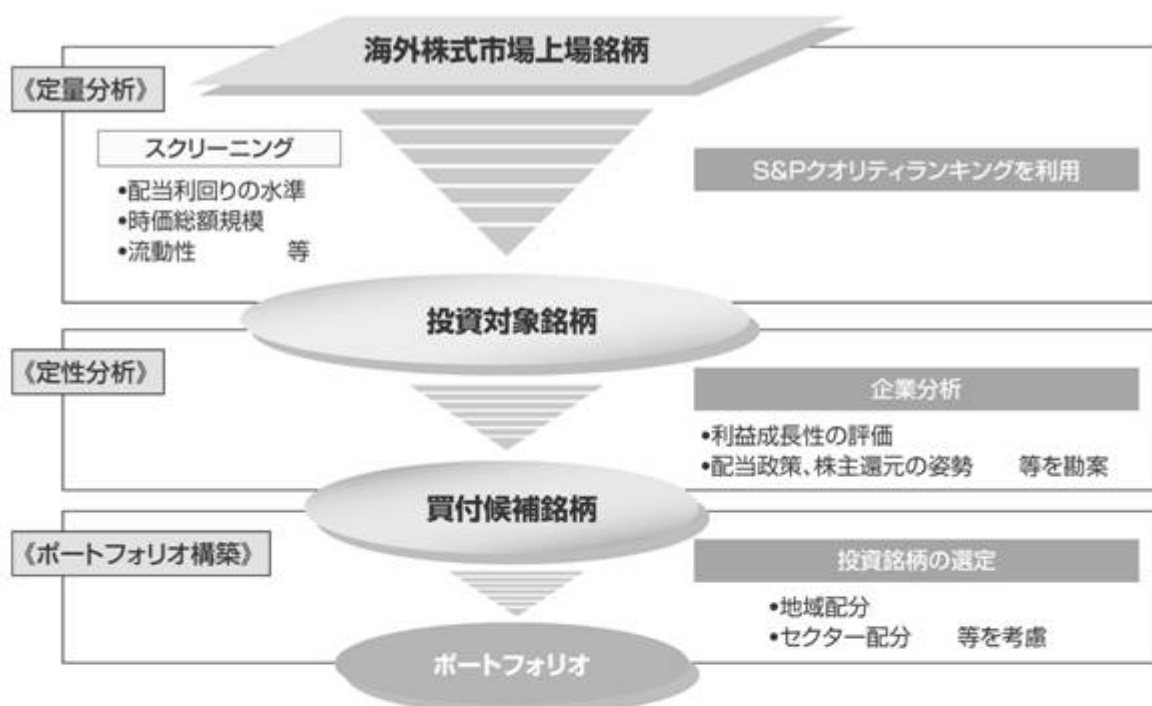 海外株式市場上場銘柄
《定量分析》
スクリーニング
•配当利回りの水準
•時価総額規模
•流動性　　　等
S&Pクオリティランキングを利用
投資対象銘柄
《定性分析》
企業分析
•利益成長性の評価
•配当政策、株主還元の姿勢　　等を勘案
買付候補銘柄
《ポートフォリオ構築》
投資銘柄の選定
•地域配分
•セクター配分　　等を考慮
ポートフォリオ